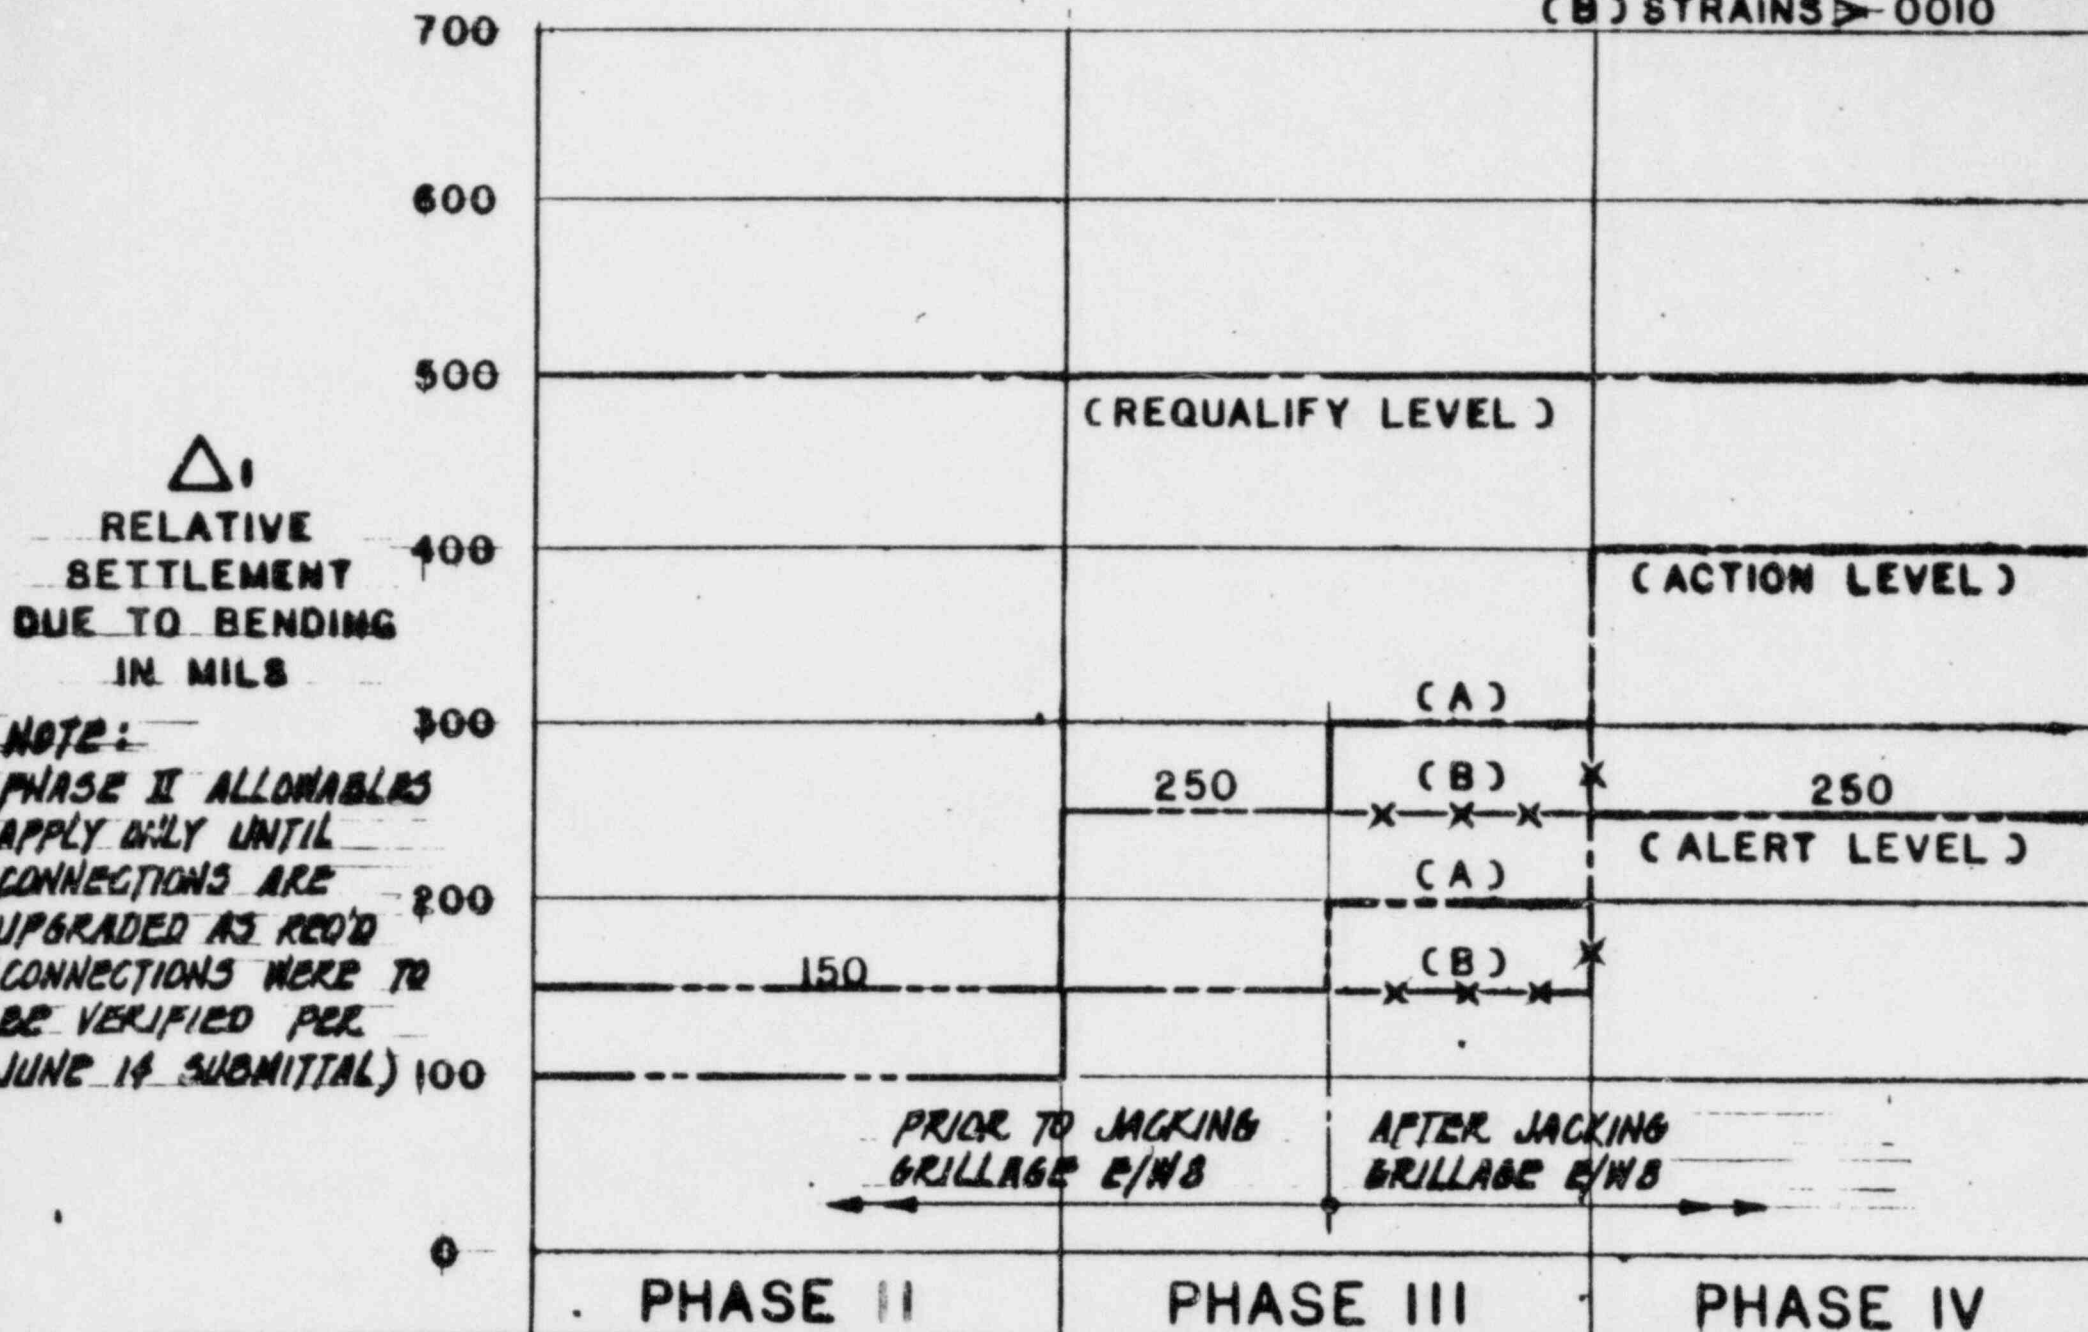 (B) STRAINS > 0010
700
600
500
(REQUALIFY LEVEL)
△1
RELATIVE
SETTLEMENT
DUE TO BENDING
IN MILS
400
(ACTION LEVEL)
300
(A)
250
(B)
250
(ALERT LEVEL)
NOTE:
PHASE II ALLOWABLES
APPLY ONLY UNTIL
CONNECTIONS ARE
UPGRADED AS REQ'D
CONNECTIONS WERE TO
BE VERIFIED PER
JUNE 14 SUBMITTAL)
200
(A)
150
(B)
100
PRIOR TO JACKING
GRILLAGE E/W8
AFTER JACKING
GRILLAGE E/W8
0
PHASE II
PHASE III
PHASE IV